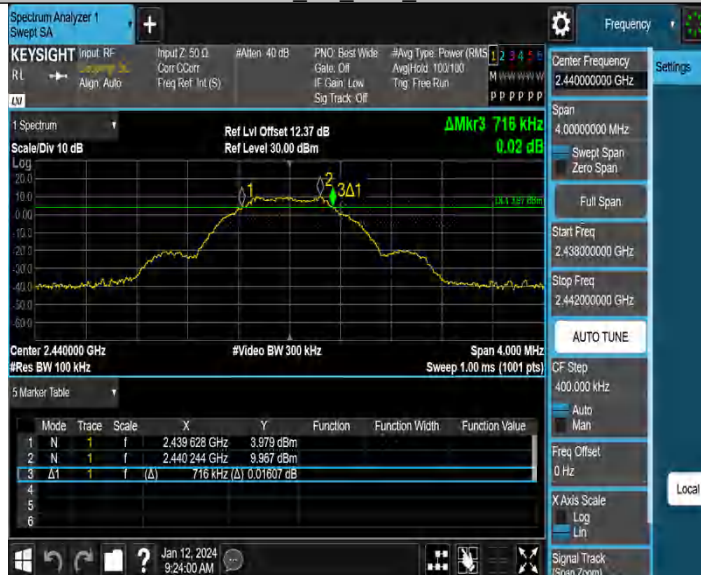 Spectrum Analyzer 1
Swept SA
Frequency
KEYSIGHT
RL
Input: RF
Align: Auto
Input Z: 50 Ω
Corr CCorr
Freq Ref: Int (S)
#Atten: 40 dB
PNO: Best Wide
Gate: Off
IF Gain: Low
Sig Track: Off
#Avg Type: Power (RMS
Avg|Hold: 100/100
Trig: Free Run
1 2 3 4 5 6
M W W W W W
P P P P P P
LNI
1 Spectrum
Scale/Div 10 dB
Ref Lvl Offset 12.37 dB
Ref Level 30.00 dBm
ΔMkr3 716 kHz
0.02 dB
Log
20.0
10.0
0.00
-10.0
-20.0
-30.0
-40.0
-50.0
-60.0
1
2
3Δ1
Center 2.440000 GHz
#Res BW 100 kHz
#Video BW 300 kHz
Span 4.000 MHz
Sweep 1.00 ms (1001 pts)
5 Marker Table
Mode Trace Scale X Y Function Function Width Function Value
1 N 1 f 2.439 628 GHz 3.979 dBm
2 N 1 f 2.440 244 GHz 9.967 dBm
3 Δ1 1 f (Δ) 716 kHz (Δ) 0.01607 dB
4
5
6
Jan 12, 2024
9:24:00 AM
Center Frequency
2.440000000 GHz
Settings
Span
4.00000000 MHz
Swept Span
Zero Span
Full Span
Start Freq
2.438000000 GHz
Stop Freq
2.442000000 GHz
AUTO TUNE
CF Step
400.000 kHz
Auto
Man
Freq Offset
0 Hz
X Axis Scale
Log
Lin
Local
Signal Track
(Span Zoom)